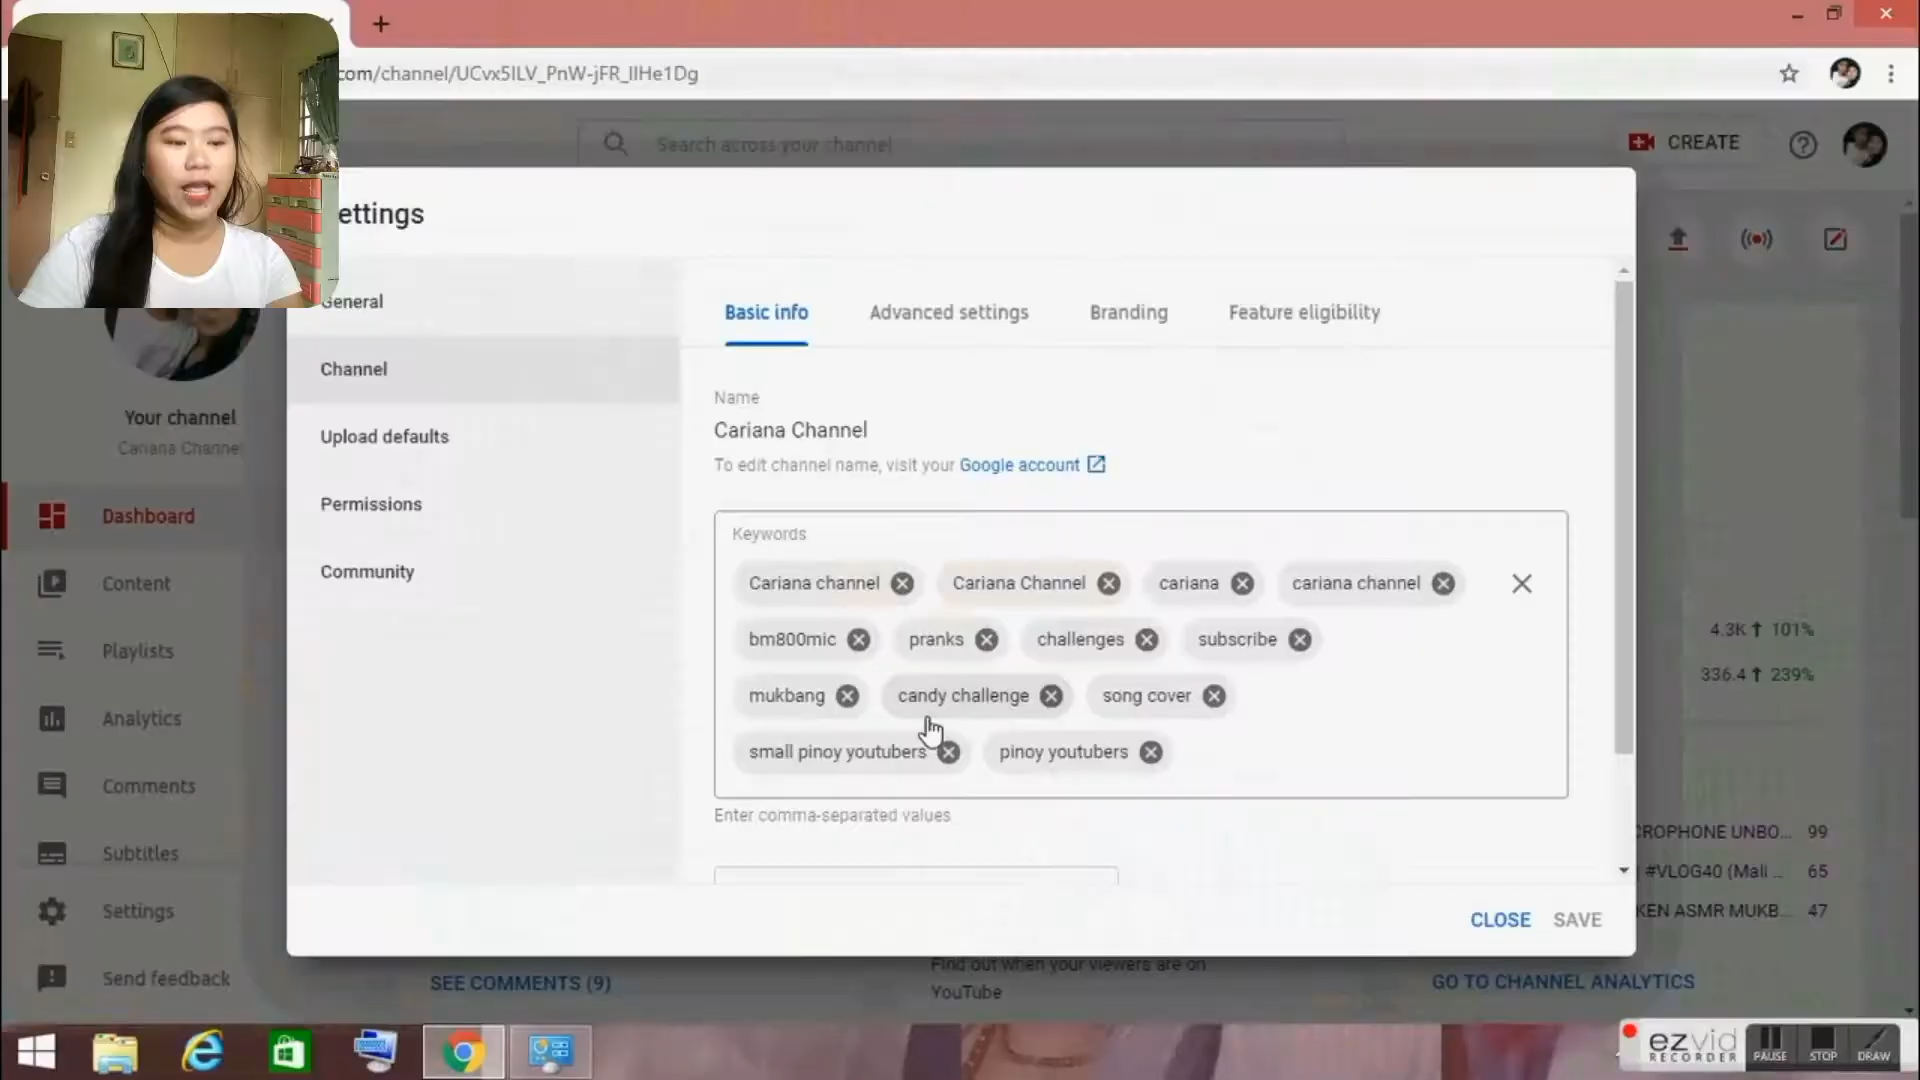 com/channel/UCvx5ILV_PnW-jFR_IIHe1Dg
Search across your channel
CREATE
ettings
General
Channel
Upload defaults
Permissions
Community
Basic info
Advanced settings
Branding
Feature eligibility
Name
Cariana Channel
To edit channel name, visit your Google account
Keywords
Cariana channel Cariana Channel cariana cariana channel
bm800mic pranks challenges subscribe
mukbang candy challenge song cover
small pinoy youtubers pinoy youtubers
Enter comma-separated values
CLOSE SAVE
Your channel
Cariana Channel
Dashboard
Content
Playlists
Analytics
Comments
Subtitles
Settings
Send feedback
4.3K 101%
336.4 239%
CROPHONE UNBO... 99
#VLOG40 (Mali ... 65
KEN ASMR MUKB... 47
SEE COMMENTS (9)
Find out when your viewers are on
YouTube
GO TO CHANNEL ANALYTICS
ezvid
RECORDER
PAUSE STOP DRAW